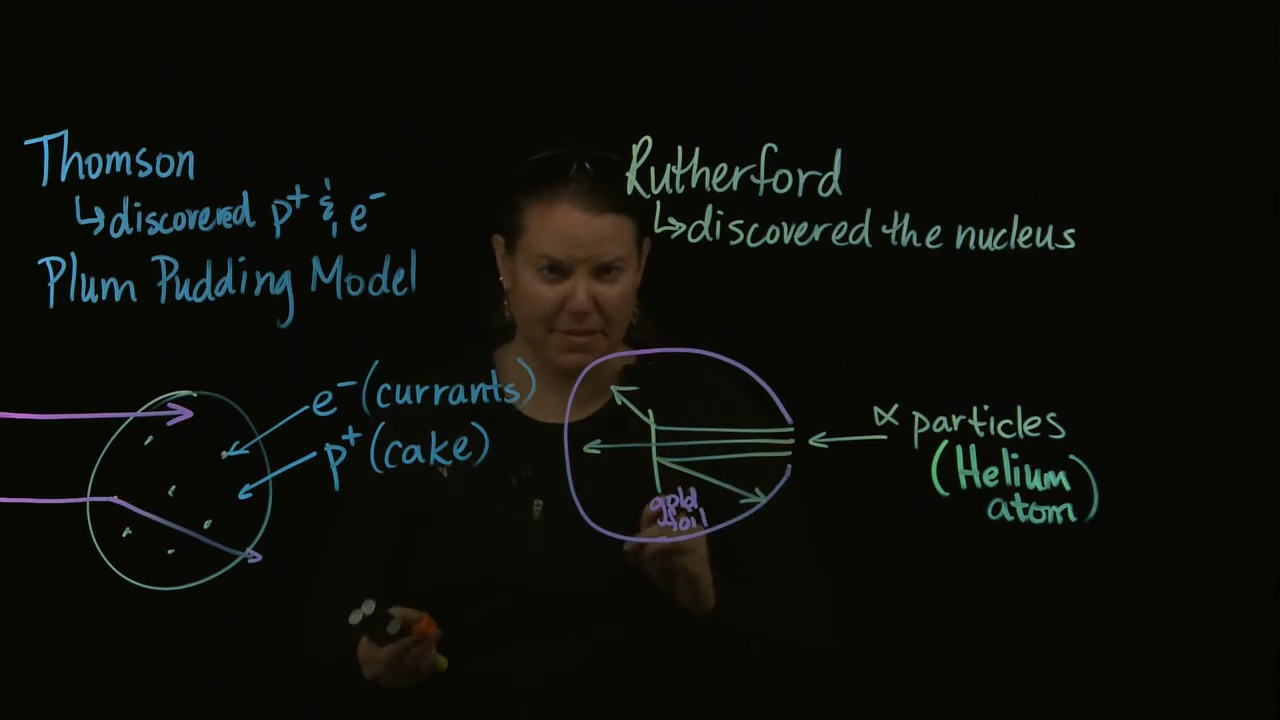 Thomson
↳discovered p⁺ & e⁻
Plum Pudding Model
e⁻ (currants)
p⁺ (cake)
Rutherford
↳discovered the nucleus
gold
foil
∝ particles
(Helium
atom)